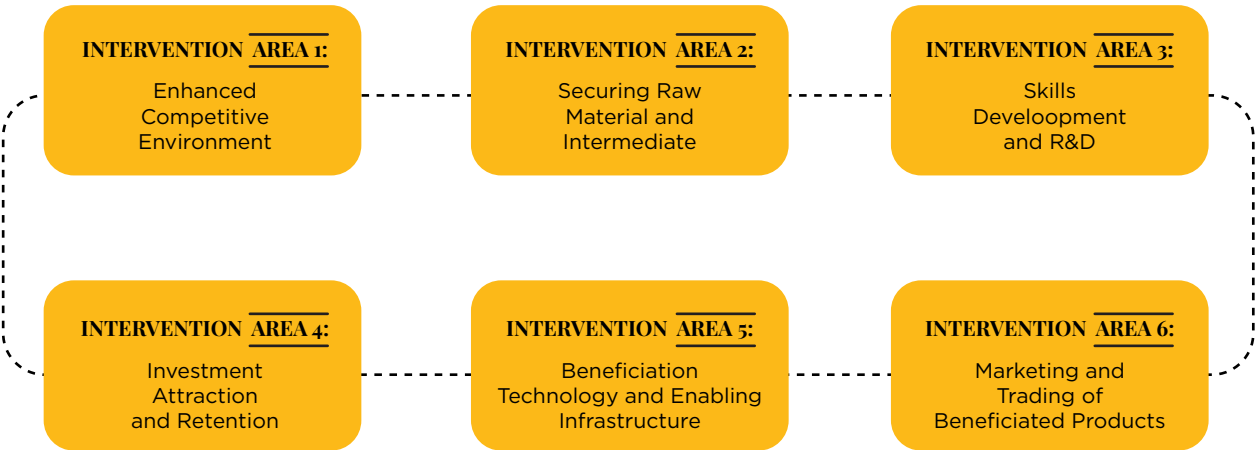 INTERVENTION AREA 1:
Enhanced
Competitive
Environment
INTERVENTION AREA 2:
Securing Raw
Material and
Intermediate
INTERVENTION AREA 3:
Skills
Develoopment
and R&D
INTERVENTION AREA 4:
Investment
Attraction
and Retention
INTERVENTION AREA 5:
Beneficiation
Technology and Enabling
Infrastructure
INTERVENTION AREA 6:
Marketing and
Trading of
Beneficiated Products